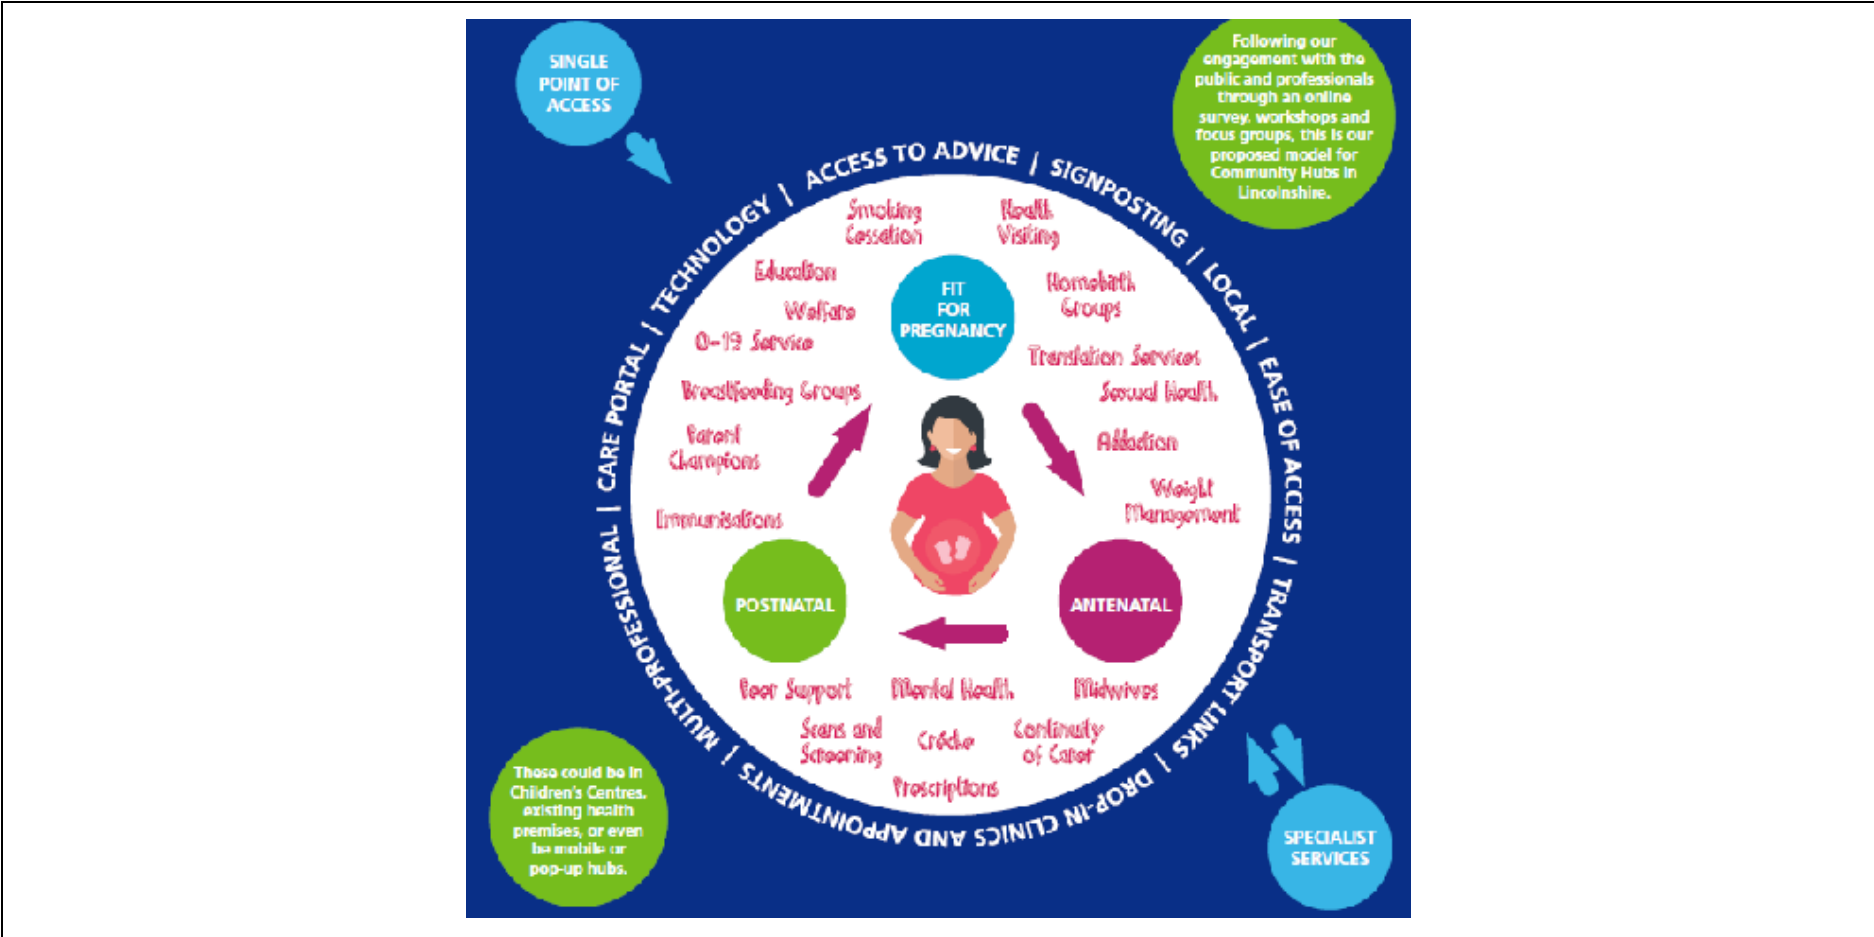 SINGLE
POINT OF
ACCESS
Following our
engagement with the
public and professionals
through an online
survey, workshops and
focus groups, this is our
proposed model for
Community Hubs in
Lincolnshire.
ACCESS TO ADVICE | SIGNPOSTING | LOCAL | EASE OF ACCESS | TRANSPORT LINKS | DROP-IN CLINICS AND APPOINTMENTS | MULTI-PROFESSIONAL | CARE PORTAL | TECHNOLOGY |
Smoking
Cessation
Health
Visiting
Education
Welfare
0-19 Service
Breastfeeding Groups
Parent
Champions
Immunisations
FIT
FOR
PREGNANCY
Homebirth
Groups
Translation Services
Sexual Health
Addiction
Weight
Management
POSTNATAL
ANTENATAL
Peer Support
Mental Health
Midwives
Scans and
Screening
Crèche
Continuity
of Carer
Prescriptions
These could be in
Children's Centres,
existing health
premises, or even
be mobile or
pop-up hubs.
SPECIALIST
SERVICES